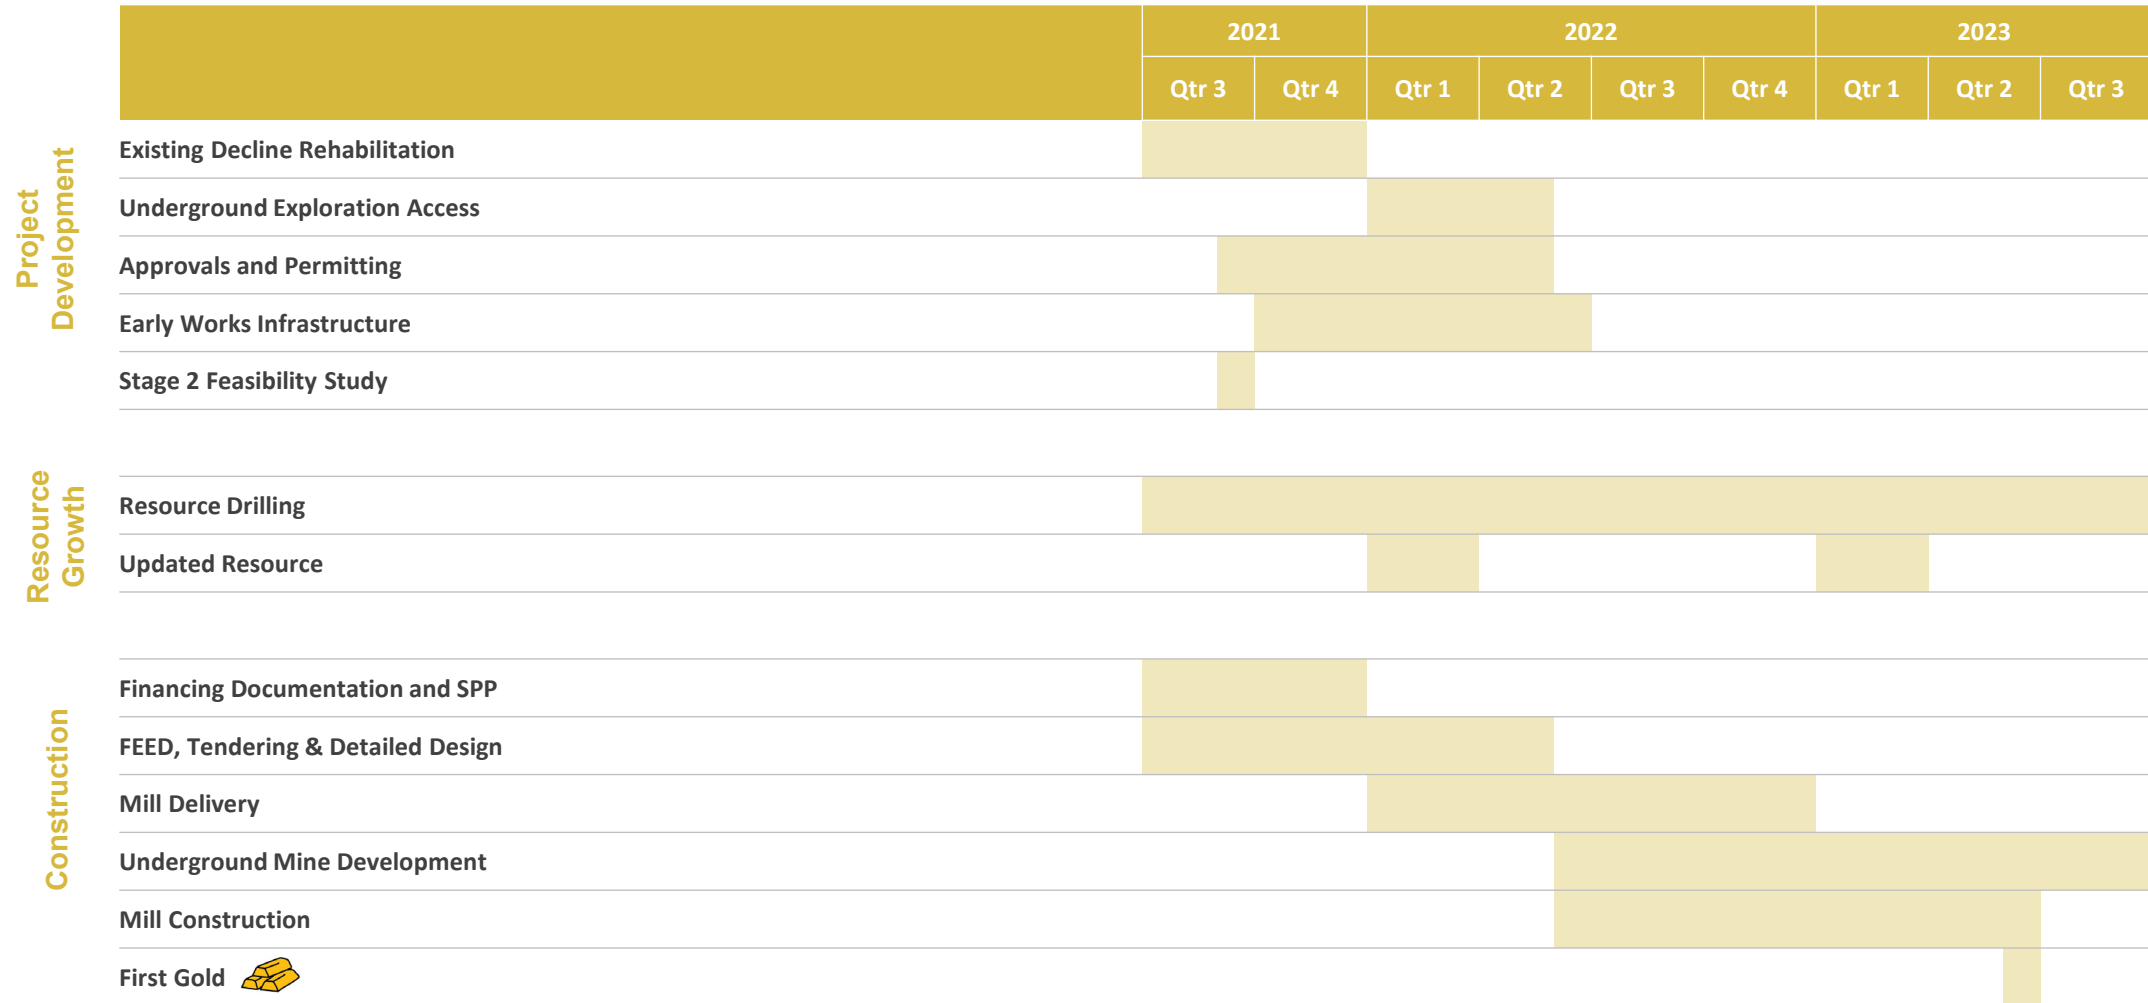 2021 2022 2023
Qtr 3 Qtr 4 Qtr 1 Qtr 2 Qtr 3 Qtr 4 Qtr 1 Qtr 2 Qtr 3
Project
Development
Existing Decline Rehabilitation
Underground Exploration Access
Approvals and Permitting
Early Works Infrastructure
Stage 2 Feasibility Study
Resource
Growth
Resource Drilling
Updated Resource
Construction
Financing Documentation and SPP
FEED, Tendering & Detailed Design
Mill Delivery
Underground Mine Development
Mill Construction
First Gold